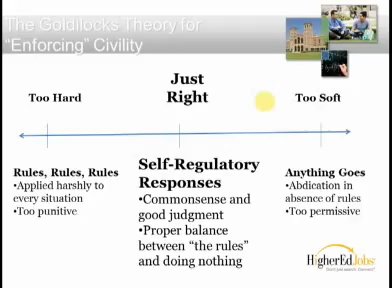 The Goldilocks Theory for
"Enforcing" Civility
Just
Right
Too Hard
Too Soft
Rules, Rules, Rules
•Applied harshly to
every situation
•Too punitive
Self-Regulatory
Responses
•Commonsense and
good judgment
•Proper balance
between "the rules"
and doing nothing
Anything Goes
•Abdication in
absence of rules
•Too permissive
HigherEdJobs